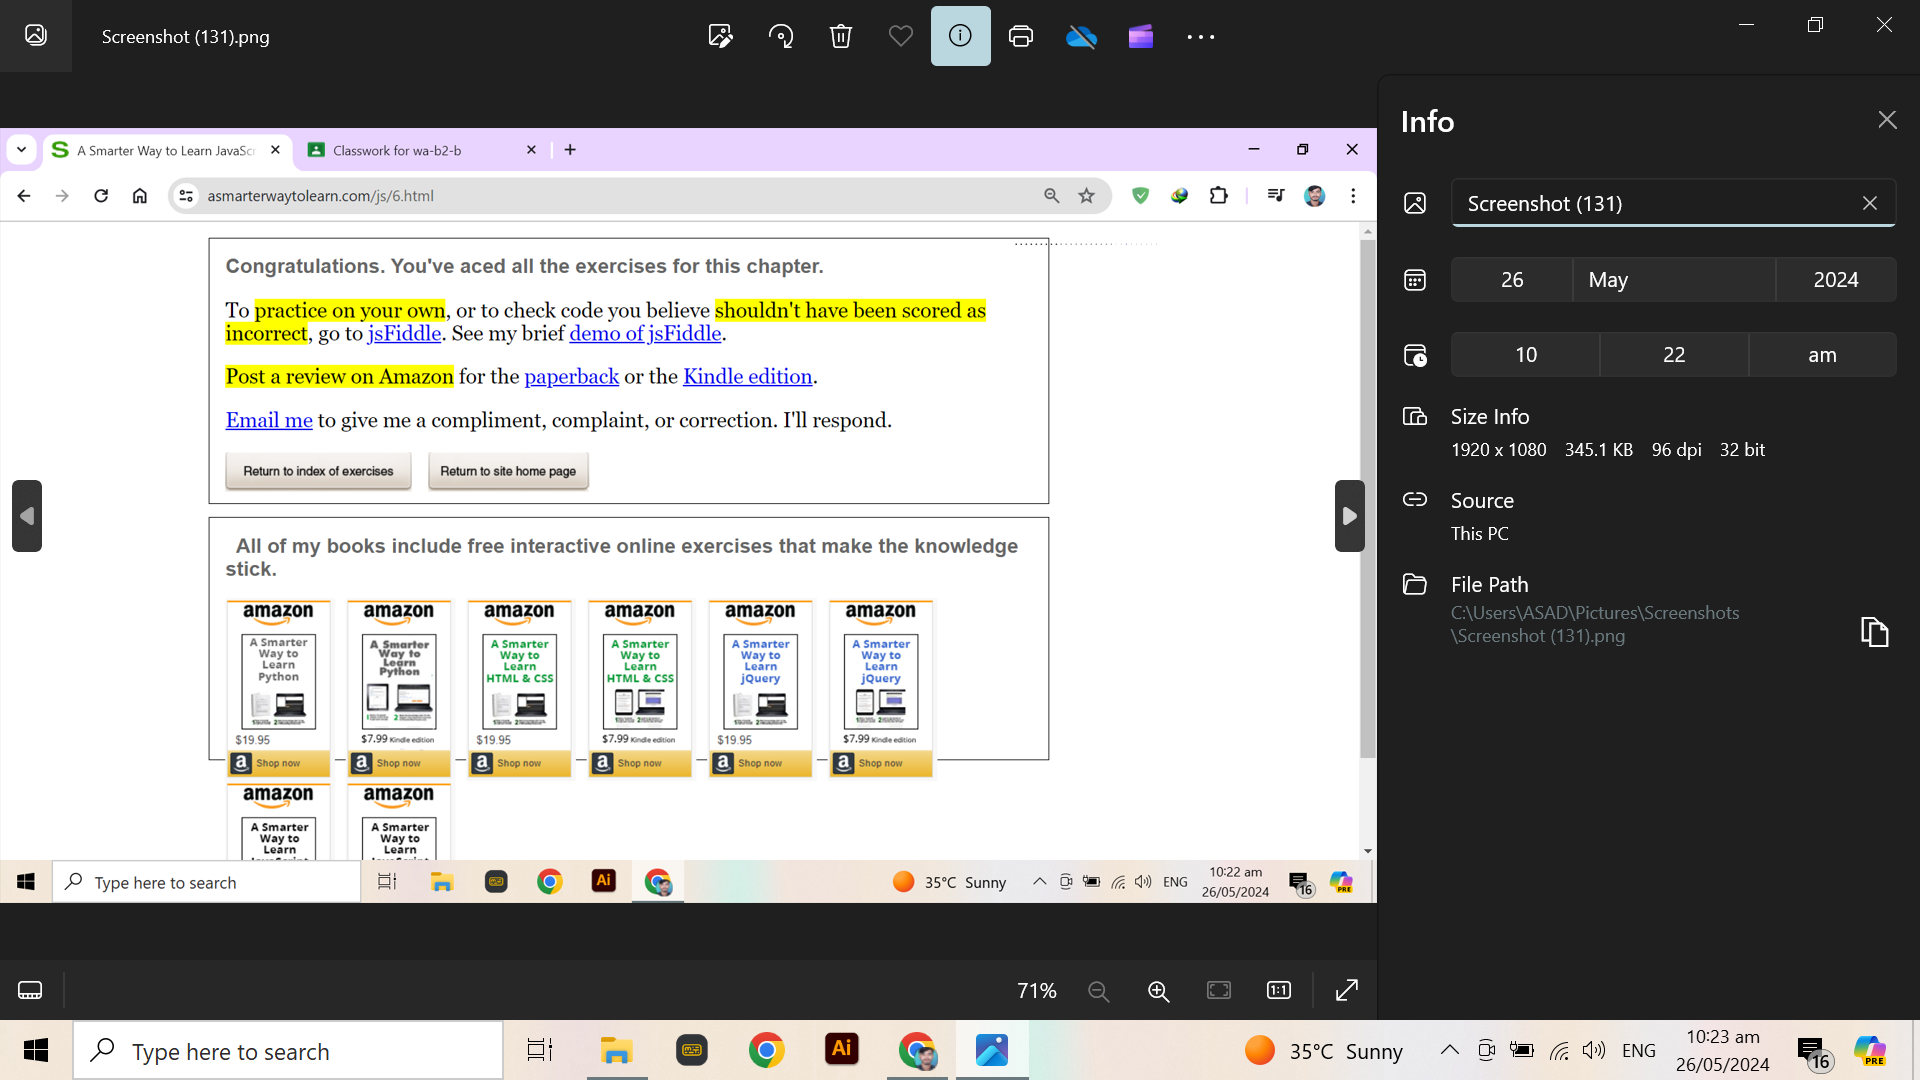 Screenshot (131).png
Info
Screenshot (131)
26 May 2024
10 22 am
Size Info
1920 x 1080 345.1 KB 96 dpi 32 bit
Source
This PC
File Path
C:\Users\ASAD\Pictures\Screenshots
\Screenshot (131).png
A Smarter Way to Learn JavaSc
Classwork for wa-b2-b
asmarterwaytolearn.com/js/6.html
Congratulations. You've aced all the exercises for this chapter.
To practice on your own, or to check code you believe shouldn't have been scored as
incorrect, go to jsFiddle. See my brief demo of jsFiddle.
Post a review on Amazon for the paperback or the Kindle edition.
Email me to give me a compliment, complaint, or correction. I'll respond.
Return to index of exercises Return to site home page
All of my books include free interactive online exercises that make the knowledge
stick.
amazon amazon amazon amazon amazon amazon
A Smarter A Smarter A Smarter A Smarter A Smarter A Smarter
Way to Way to Way to Way to Way to Way to
Learn Learn Learn Learn Learn Learn
Python Python HTML & CSS HTML & CSS jQuery jQuery
$19.95 $7.99 Kindle edition $19.95 $7.99 Kindle edition $19.95 $7.99 Kindle edition
a Shop now a Shop now a Shop now a Shop now a Shop now a Shop now
amazon amazon
A Smarter A Smarter
Way to Way to
Learn Learn
Type here to search
Ai
35°C Sunny
ENG
10:22 am
26/05/2024
16
PRE
71%
1:1
Type here to search
Ai
35°C Sunny
ENG
10:23 am
26/05/2024
16
PRE